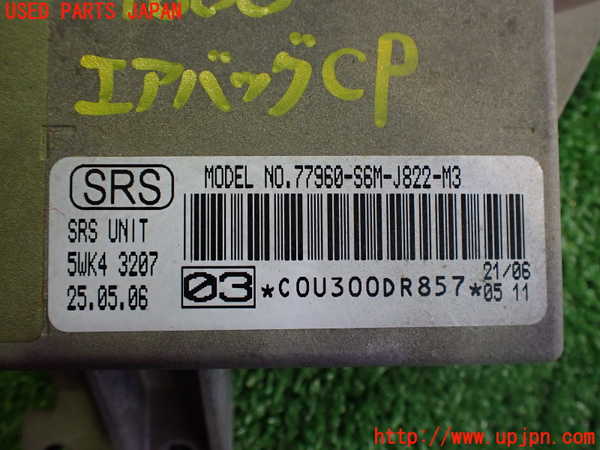 USED PARTS JAPAN
エアバッグCP
SRS
MODEL NO.77960-S6M-J822-M3
SRS UNIT
5WK4 3207
25.05.06
03
*COU300DR857*
21/06
05 11
http://www.upjpn.com/